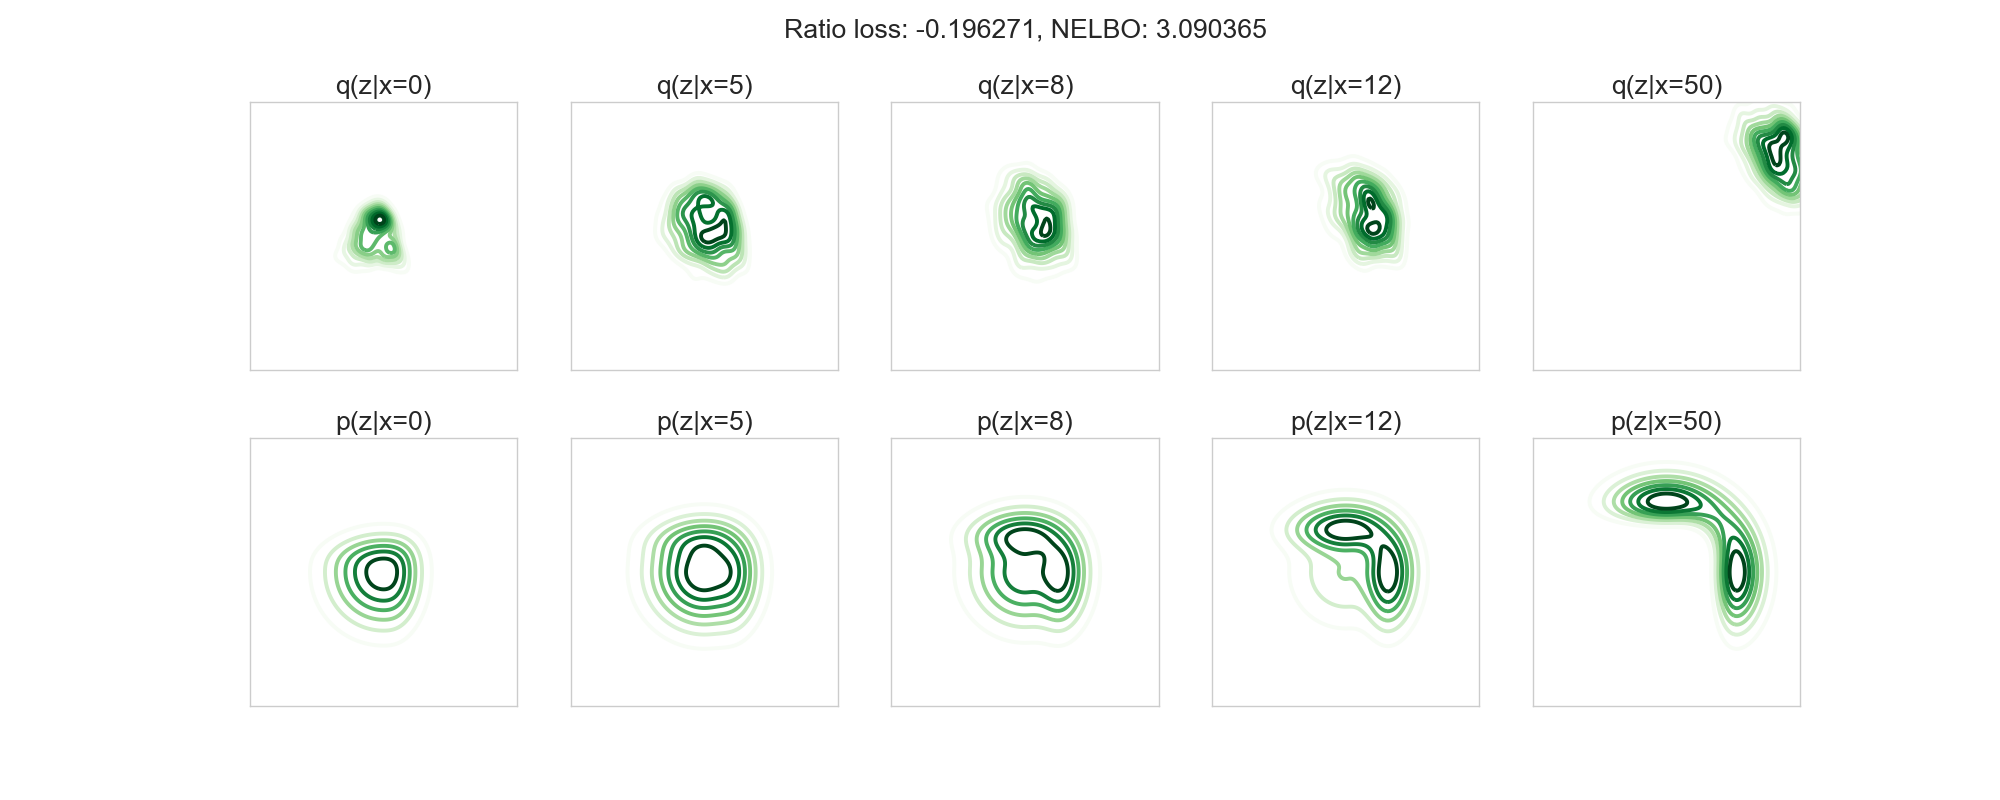 Ratio loss: -0.196271, NELBO: 3.090365
q(z|x=0) q(z|x=5) q(z|x=8) q(z|x=12) q(z|x=50)
p(z|x=0) p(z|x=5) p(z|x=8) p(z|x=12) p(z|x=50)